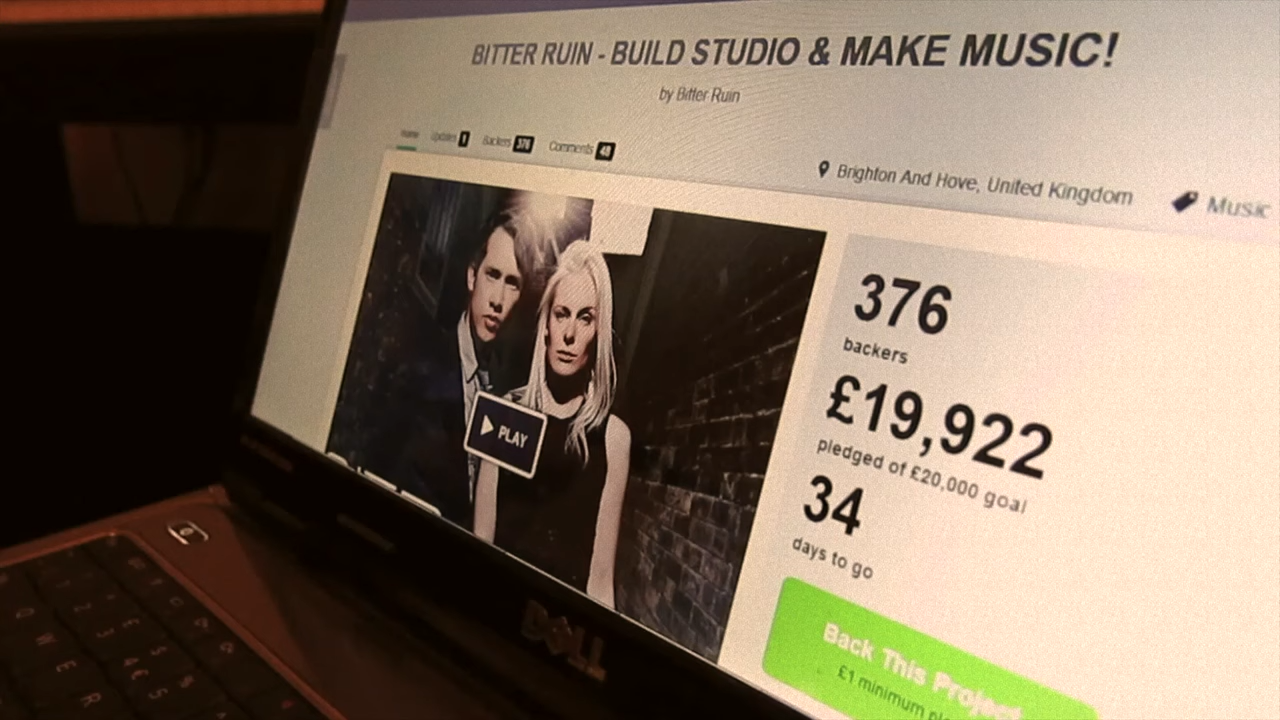 BITTER RUIN - BUILD STUDIO & MAKE MUSIC!
by Bitter Ruin
Home Updates Backers 376 Comments 48
Brighton And Hove, United Kingdom Music
376
backers
£19,922
pledged of £20,000 goal
34
days to go
PLAY
Back This Project
£1 minimum
DELL